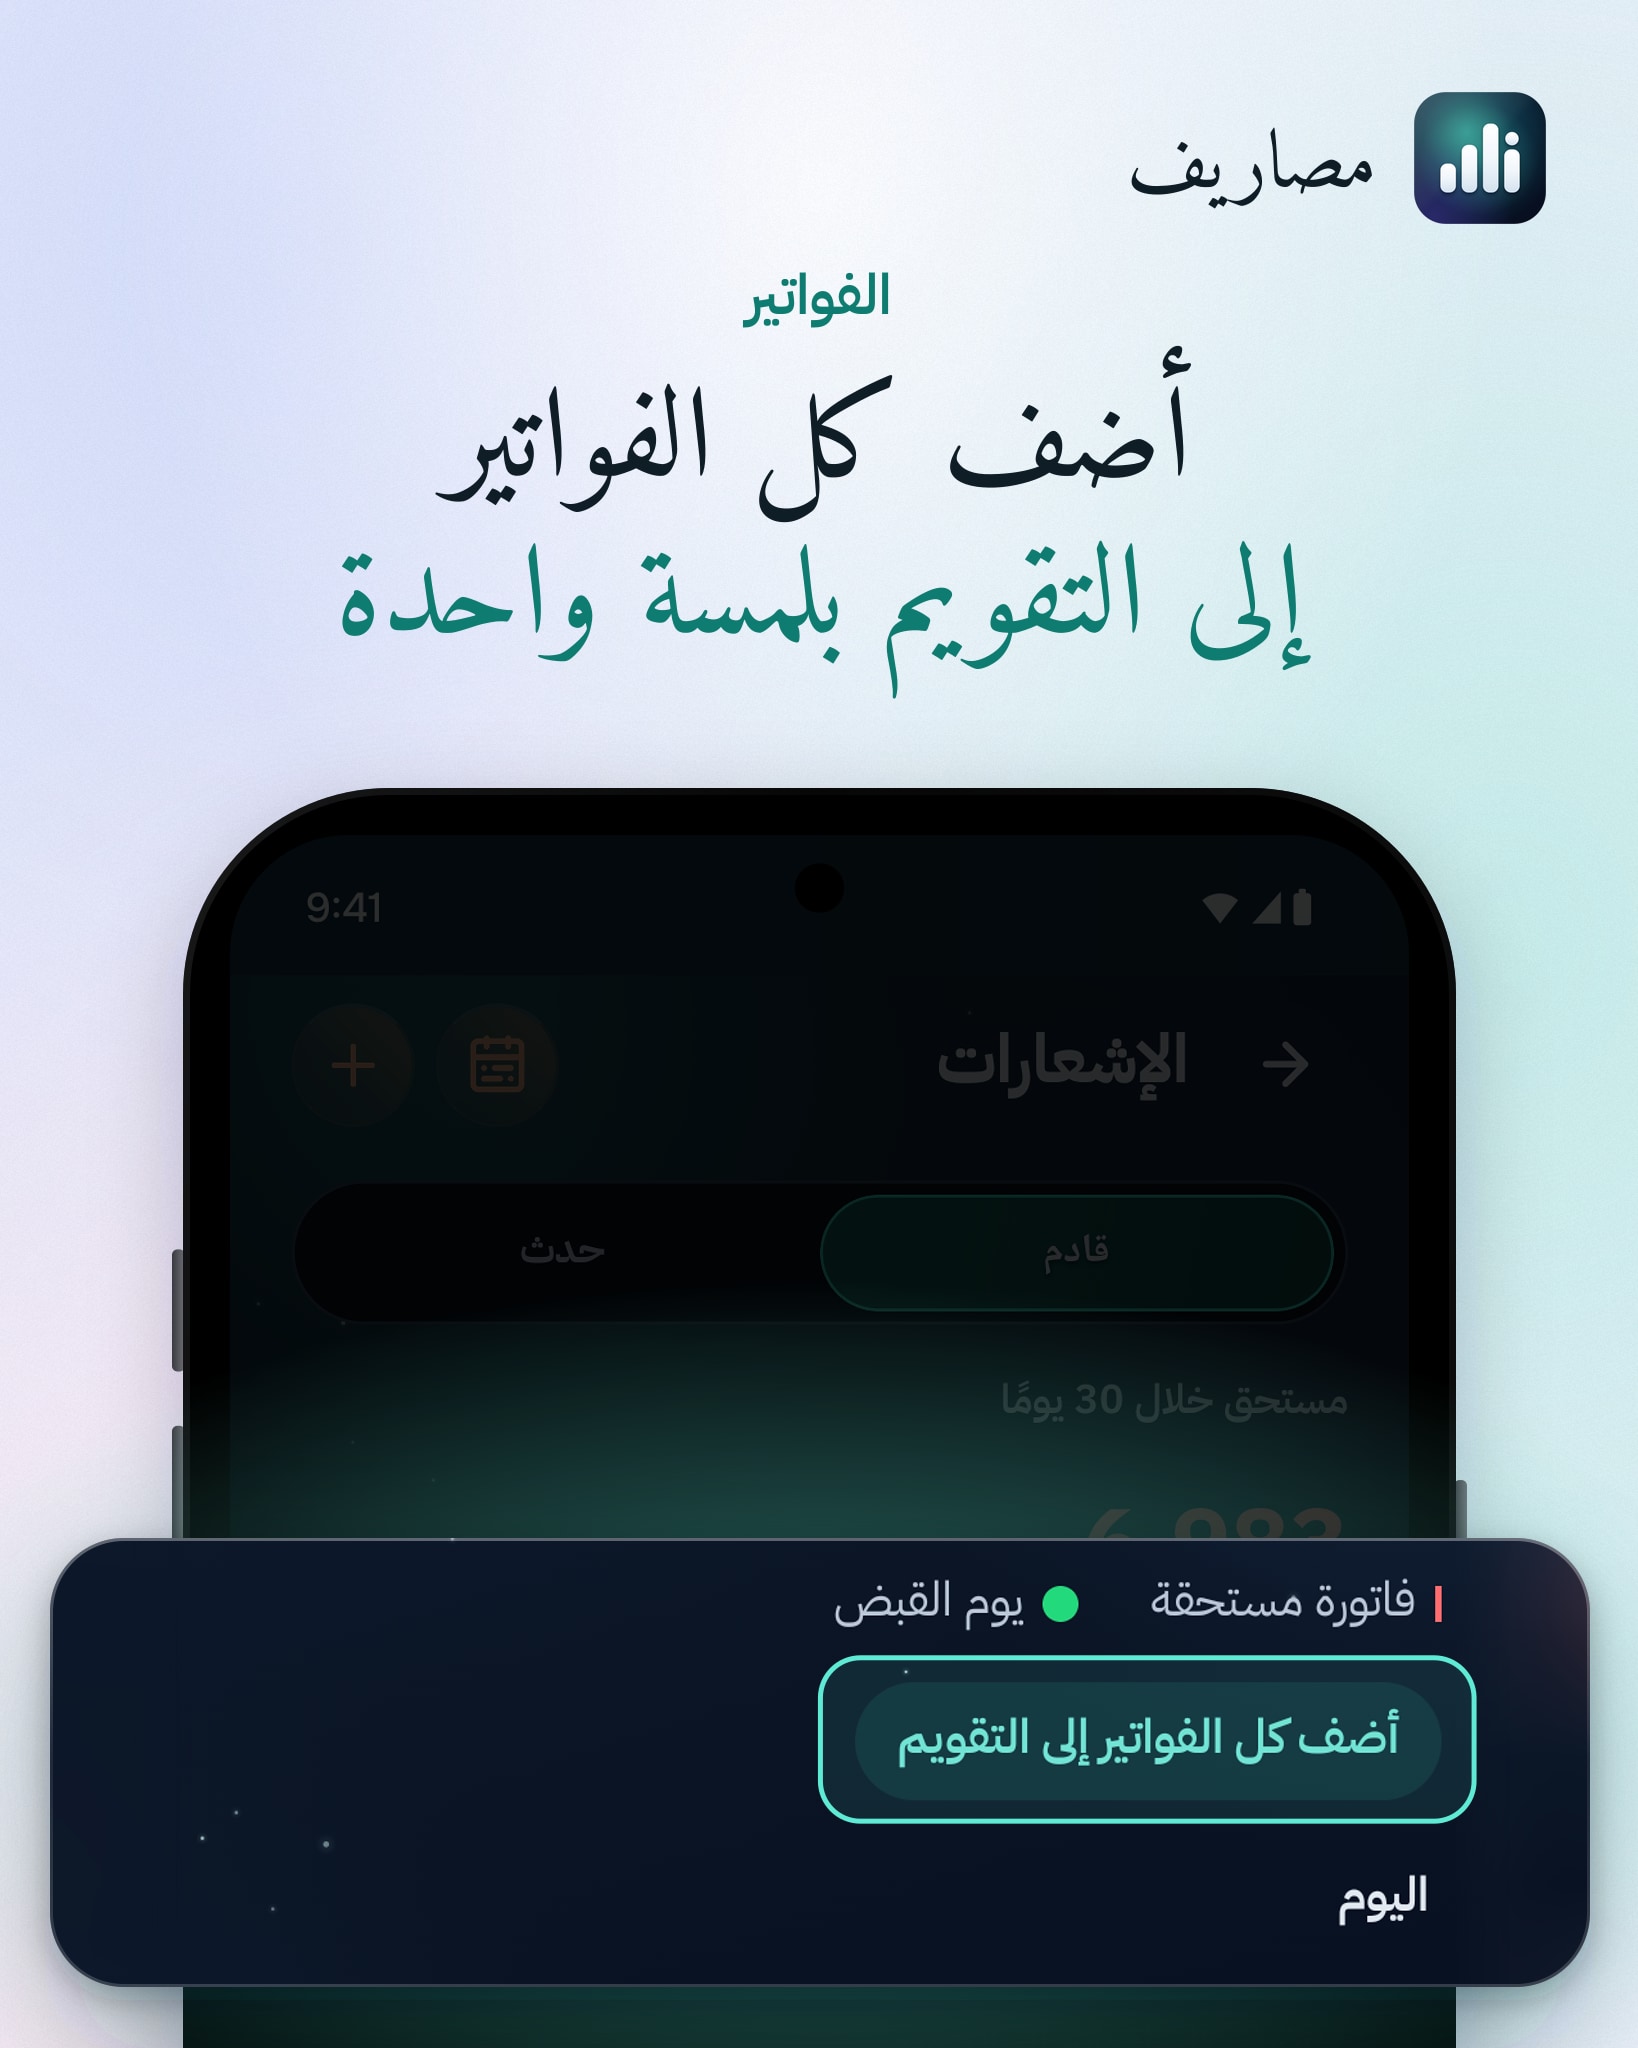 مصاريف
الفواتير
أضف كل الفواتير
إلى التقويم بلمسة واحدة
9:41
الإشعارات
قادم
حدث
مستحق خلال 30 يومًا
فاتورة مستحقة
يوم القبض
أضف كل الفواتير إلى التقويم
اليوم